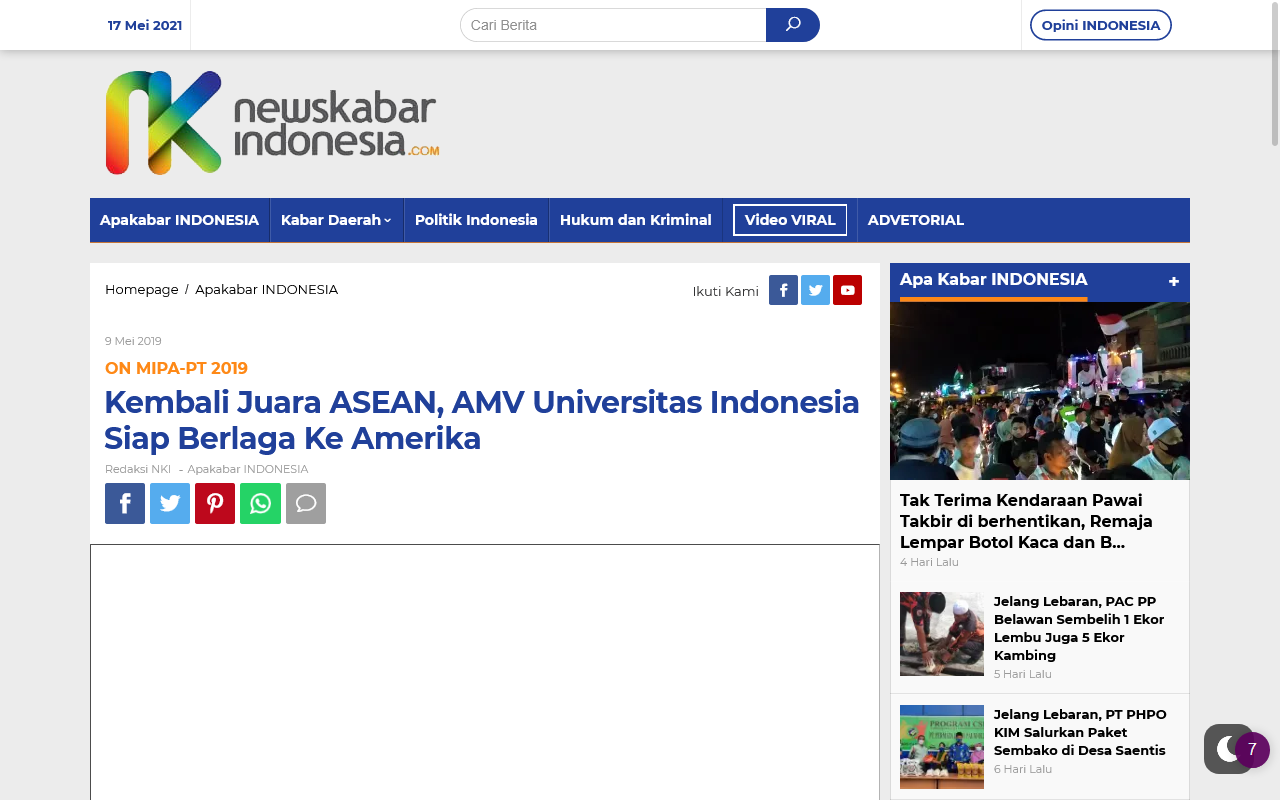 17 Mei 2021
Cari Berita
Opini INDONESIA
newskabar
indonesia.COM
Apakabar INDONESIA
Kabar Daerah
Politik Indonesia
Hukum dan Kriminal
Video VIRAL
ADVETORIAL
Homepage / Apakabar INDONESIA
Ikuti Kami
9 Mei 2019
ON MIPA-PT 2019
Kembali Juara ASEAN, AMV Universitas Indonesia
Siap Berlaga Ke Amerika
Redaksi NKI - Apakabar INDONESIA
Apa Kabar INDONESIA
+
Tak Terima Kendaraan Pawai
Takbir di berhentikan, Remaja
Lempar Botol Kaca dan B...
4 Hari Lalu
Jelang Lebaran, PAC PP
Belawan Sembelih 1 Ekor
Lembu Juga 5 Ekor
Kambing
5 Hari Lalu
PROGRAM CS
Jelang Lebaran, PT PHPO
KIM Salurkan Paket
Sembako di Desa Saentis
6 Hari Lalu
7